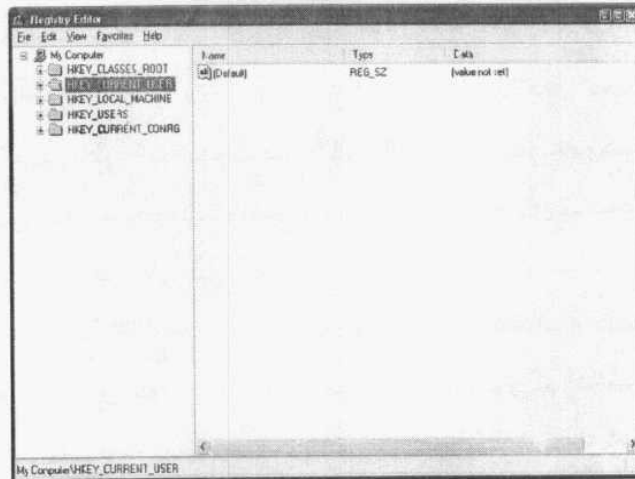 Registry Editor
File Edit View Favorites Help
My Computer
HKEY_CLASSES_ROOT
HKEY_CURRENT_USER
HKEY_LOCAL_MACHINE
HKEY_USERS
HKEY_CURRENT_CONFIG
Name Type Data
ab (Default) REG_SZ (value not set)
My Computer\HKEY_CURRENT_USER